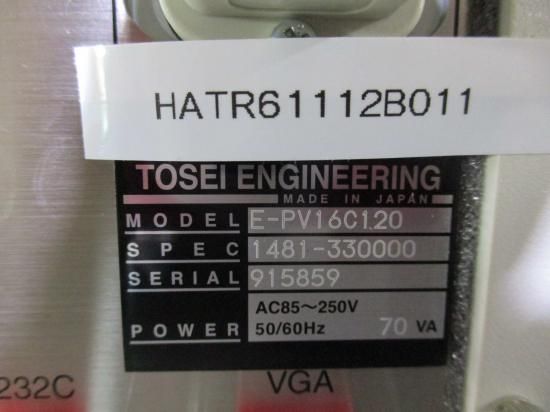 HATR61112B011
TOSEI ENGINEERING
MADE IN JAPAN
MODEL E-PV16C1.20
SPEC 1481-330000
SERIAL 915859
POWER AC85~250V 50/60Hz 70 VA
232C VGA